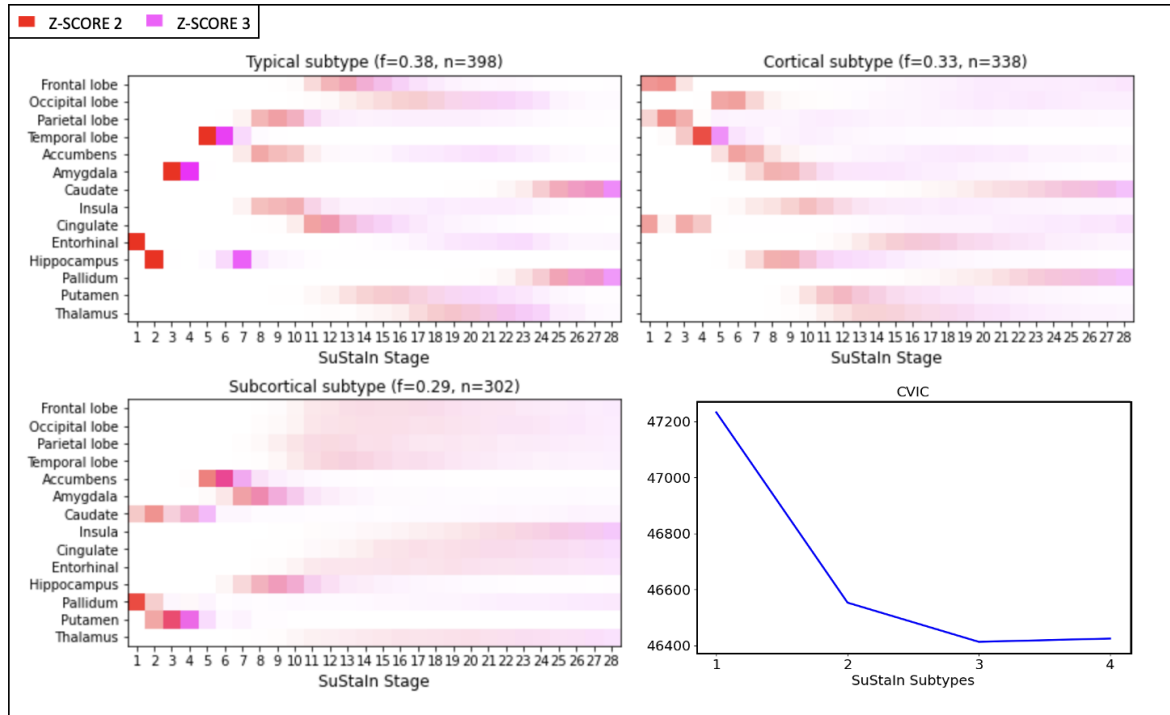 Z-SCORE 2 Z-SCORE 3
Typical subtype (f=0.38, n=398)
Frontal lobe
Occipital lobe
Parietal lobe
Temporal lobe
Accumbens
Amygdala
Caudate
Insula
Cingulate
Entorhinal
Hippocampus
Pallidum
Putamen
Thalamus
1 2 3 4 5 6 7 8 9 10 11 12 13 14 15 16 17 18 19 20 21 22 23 24 25 26 27 28
SuStaIn Stage
Cortical subtype (f=0.33, n=338)
1 2 3 4 5 6 7 8 9 10 11 12 13 14 15 16 17 18 19 20 21 22 23 24 25 26 27 28
SuStaIn Stage
Subcortical subtype (f=0.29, n=302)
Frontal lobe
Occipital lobe
Parietal lobe
Temporal lobe
Accumbens
Amygdala
Caudate
Insula
Cingulate
Entorhinal
Hippocampus
Pallidum
Putamen
Thalamus
1 2 3 4 5 6 7 8 9 10 11 12 13 14 15 16 17 18 19 20 21 22 23 24 25 26 27 28
SuStaIn Stage
CVIC
47200
47000
46800
46600
46400
1 2 3 4
SuStaIn Subtypes